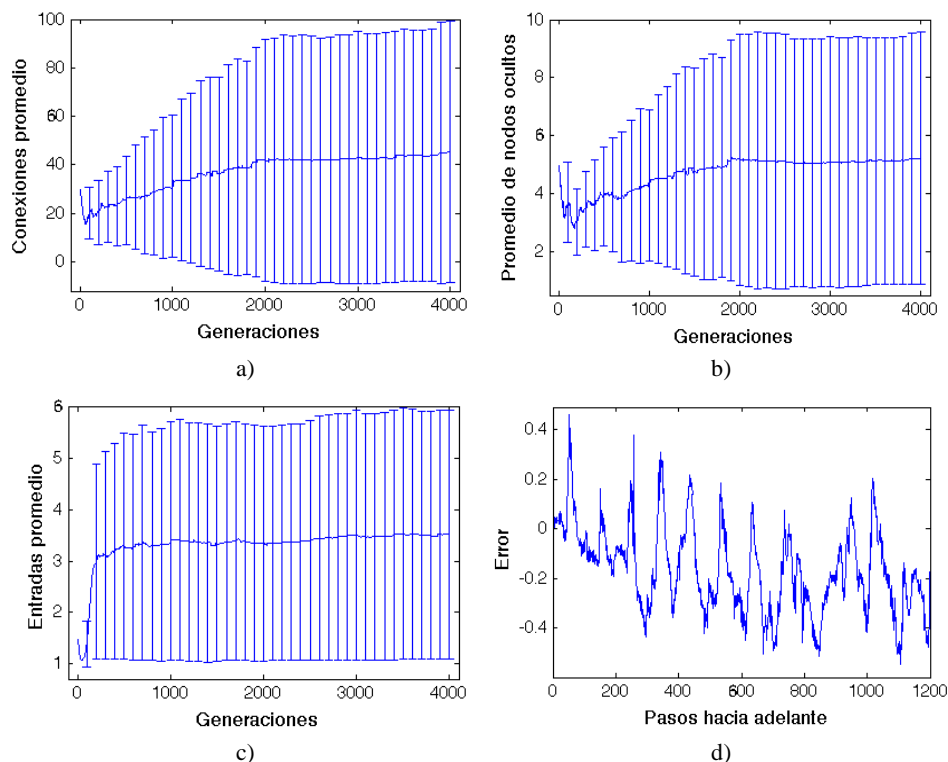 100
80
60
40
20
0
Conexiones promedio
0 1000 2000 3000 4000
Generaciones
a)
10
8
6
4
2
Promedio de nodos ocultos
0 1000 2000 3000 4000
Generaciones
b)
6
5
4
3
2
1
Entradas promedio
0 1000 2000 3000 4000
Generaciones
c)
0.4
0.2
0
-0.2
-0.4
Error
0 200 400 600 800 1000 1200
Pasos hacia adelante
d)